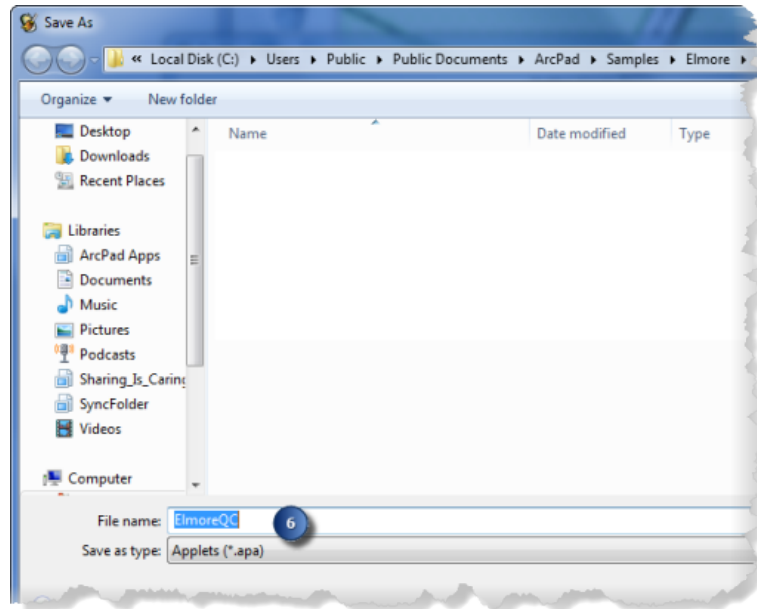 Save As
« Local Disk (C:) ▸ Users ▸ Public ▸ Public Documents ▸ ArcPad ▸ Samples ▸ Elmore ▸
Organize ▼ New folder
Name Date modified Type
Desktop
Downloads
Recent Places
Libraries
ArcPad Apps
Documents
Music
Pictures
Podcasts
Sharing_Is_Caring
SyncFolder
Videos
Computer
File name: ElmoreQC 6
Save as type: Applets (*.apa)